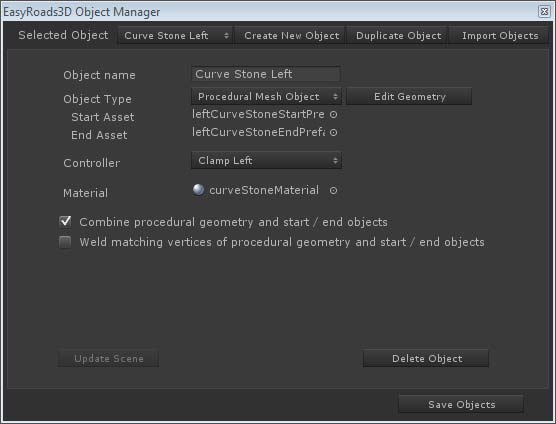 EasyRoads3D Object Manager
Selected Object Curve Stone Left Create New Object Duplicate Object Import Objects
Object name Curve Stone Left
Object Type Procedural Mesh Object Edit Geometry
Start Asset leftCurveStoneStartPre
End Asset leftCurveStoneEndPrefa
Controller Clamp Left
Material curveStoneMaterial
Combine procedural geometry and start / end objects
Weld matching vertices of procedural geometry and start / end objects
Update Scene Delete Object
Save Objects